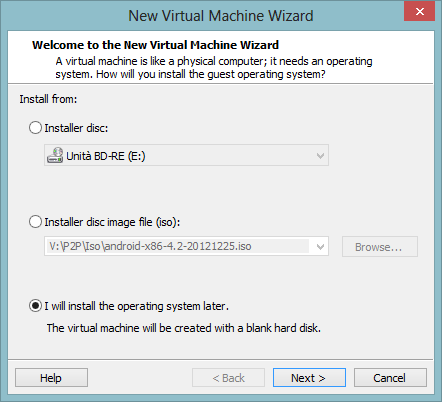 New Virtual Machine Wizard
Welcome to the New Virtual Machine Wizard
A virtual machine is like a physical computer; it needs an operating
system. How will you install the guest operating system?
Install from:
Installer disc:
Unità BD-RE (E:)
Installer disc image file (iso):
V:\P2P\Iso\android-x86-4.2-20121225.iso
Browse...
I will install the operating system later.
The virtual machine will be created with a blank hard disk.
Help
< Back
Next >
Cancel